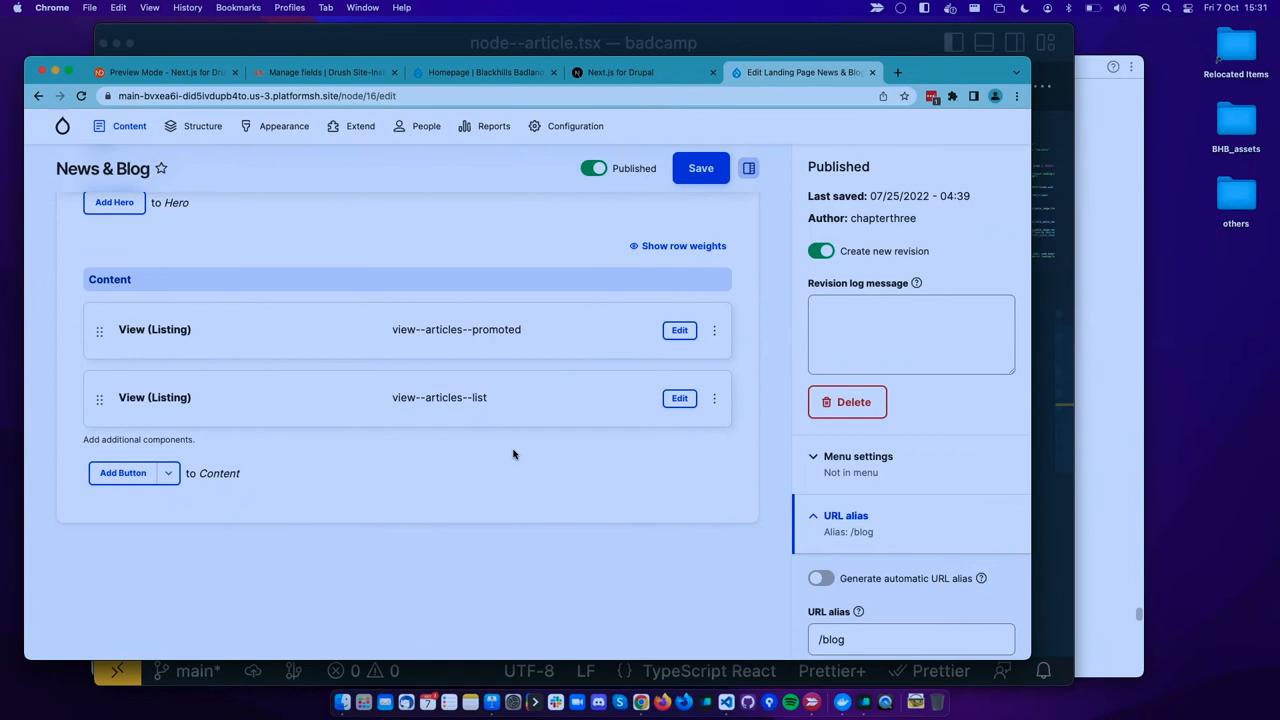 Chrome File Edit View History Bookmarks Profiles Tab Window Help Fri 7 Oct 15:31
node--article.tsx — badcamp
Preview Mode - Next.js for Dru
Manage fields | Drush Site-Inst
Homepage | Blackhills Badland
Next.js for Drupal
Edit Landing Page News & Blog
main-bvxea6i-did5ivdupb4to.us-3.platformsh.site/node/16/edit
Content Structure Appearance Extend People Reports Configuration
News & Blog
Published
Save
Add Hero to Hero
Show row weights
Content
View (Listing) view--articles--promoted Edit
View (Listing) view--articles--list Edit
Add additional components.
Add Button to Content
Published
Last saved: 07/25/2022 - 04:39
Author: chapterthree
Create new revision
Revision log message
Delete
Menu settings
Not in menu
URL alias
Alias: /blog
Generate automatic URL alias
URL alias
/blog
main* 0 0 UTF-8 LF {} TypeScript React Prettier+ Prettier
Relocated Items
BHB_assets
others